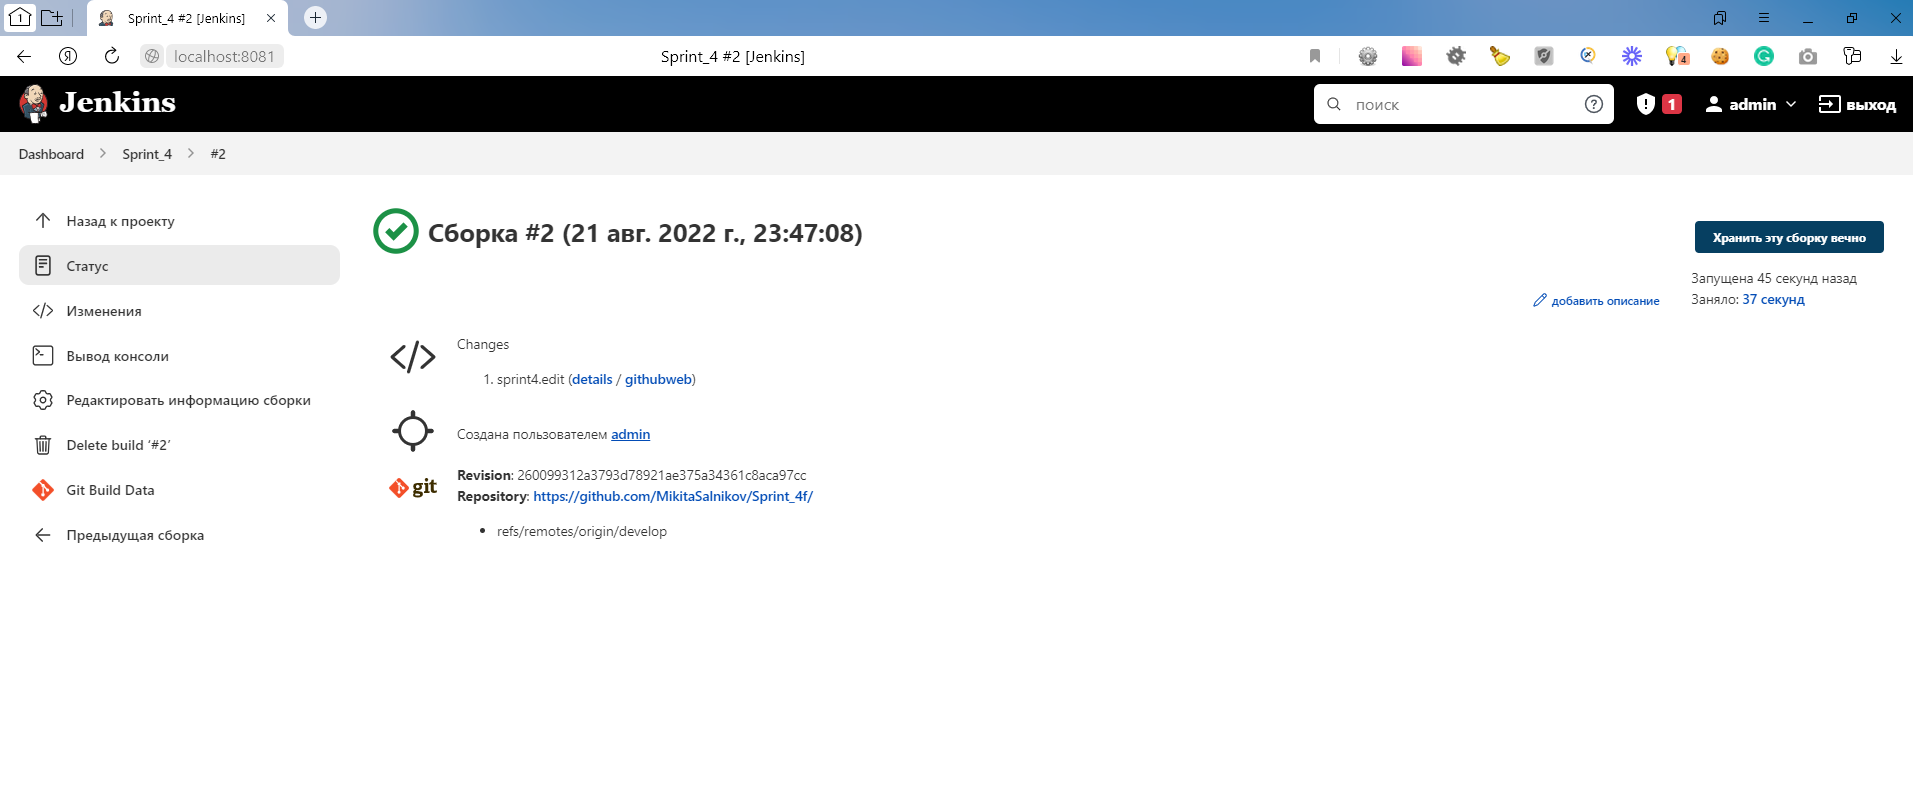 1
Sprint_4 #2 [Jenkins]
Я
localhost:8081
Sprint_4 #2 [Jenkins]
4
Jenkins
поиск
1
admin
выход
Dashboard
Sprint_4
#2
Назад к проекту
Статус
Изменения
Вывод консоли
Редактировать информацию сборки
Delete build ‘#2’
Git Build Data
Предыдущая сборка
Сборка #2 (21 авг. 2022 г., 23:47:08)
Хранить эту сборку вечно
Запущена 45 секунд назад
Заняло: 37 секунд
добавить описание
Changes
1. sprint4.edit (details / githubweb)
Создана пользователем admin
git
Revision: 260099312a3793d78921ae375a34361c8aca97cc
Repository: https://github.com/MikitaSalnikov/Sprint_4f/
• refs/remotes/origin/develop